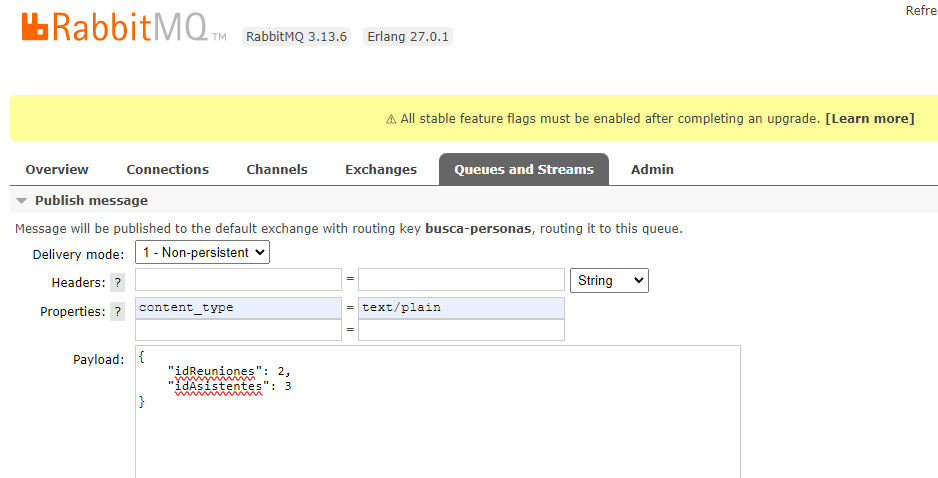 Refre
RabbitMQ TM RabbitMQ 3.13.6 Erlang 27.0.1
⚠ All stable feature flags must be enabled after completing an upgrade. [Learn more]
Overview Connections Channels Exchanges Queues and Streams Admin
Publish message
Message will be published to the default exchange with routing key busca-personas, routing it to this queue.
Delivery mode: 1 - Non-persistent
Headers: ? = String
Properties: ? content_type = text/plain
=
Payload: {
"idReuniones": 2,
"idAsistentes": 3
}